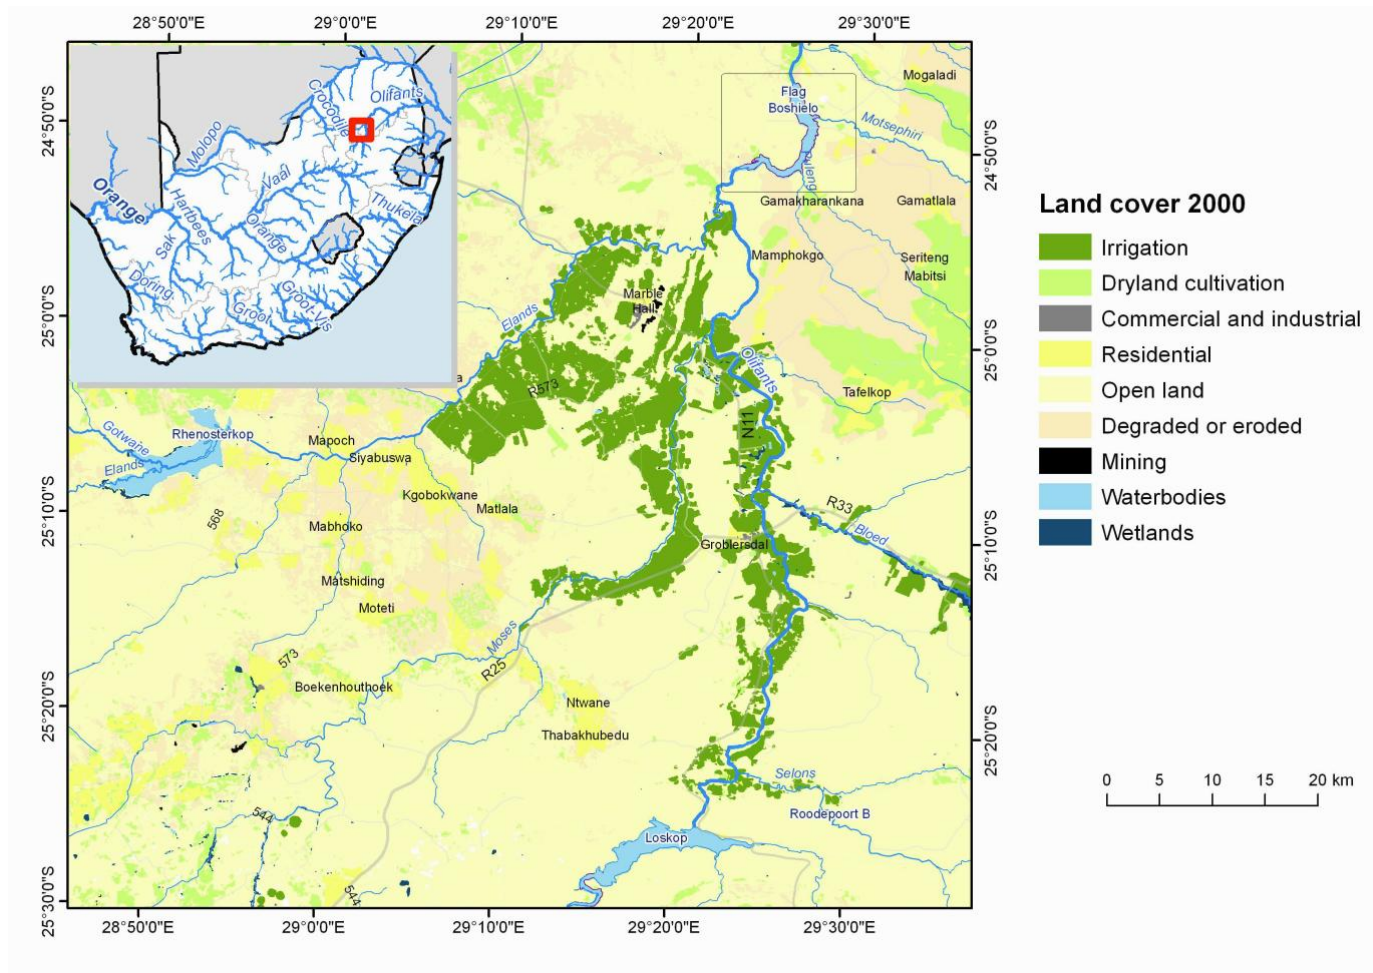 28°50'0"E
29°0'0"E
29°10'0"E
29°20'0"E
29°30'0"E
24°50'0"S
25°0'0"S
25°10'0"S
25°20'0"S
25°30'0"S
24°50'0"S
25°0'0"S
25°10'0"S
25°20'0"S
28°50'0"E
29°0'0"E
29°10'0"E
29°20'0"E
29°30'0"E
Crocodile
Olifants
Molopo
Vaal
Orange
Hartbees
Sak
Orange
Thukela
Doring
Groot
Groot-Vis
Mogaladi
Flag
Boshielo
Motsephiri
Puleng
Gamakharankana
Gamatlala
Mamphokgo
Seriteng
Mabitsi
Marble
Hall
Elands
Olifants
R573
Tafelkop
N11
Gotwane
Rhenosterkop
Elands
Mapoch
Siyabuswa
Kgobokwane
Matlala
568
Mabhoko
R33
Bloed
Groblersdal
Matshiding
Moteti
Moses
573
R25
Boekenhouthoek
Ntwane
Thabakhubedu
Selons
Roodepoort B
544
Loskop
544
Land cover 2000
Irrigation
Dryland cultivation
Commercial and industrial
Residential
Open land
Degraded or eroded
Mining
Waterbodies
Wetlands
0 5 10 15 20 km